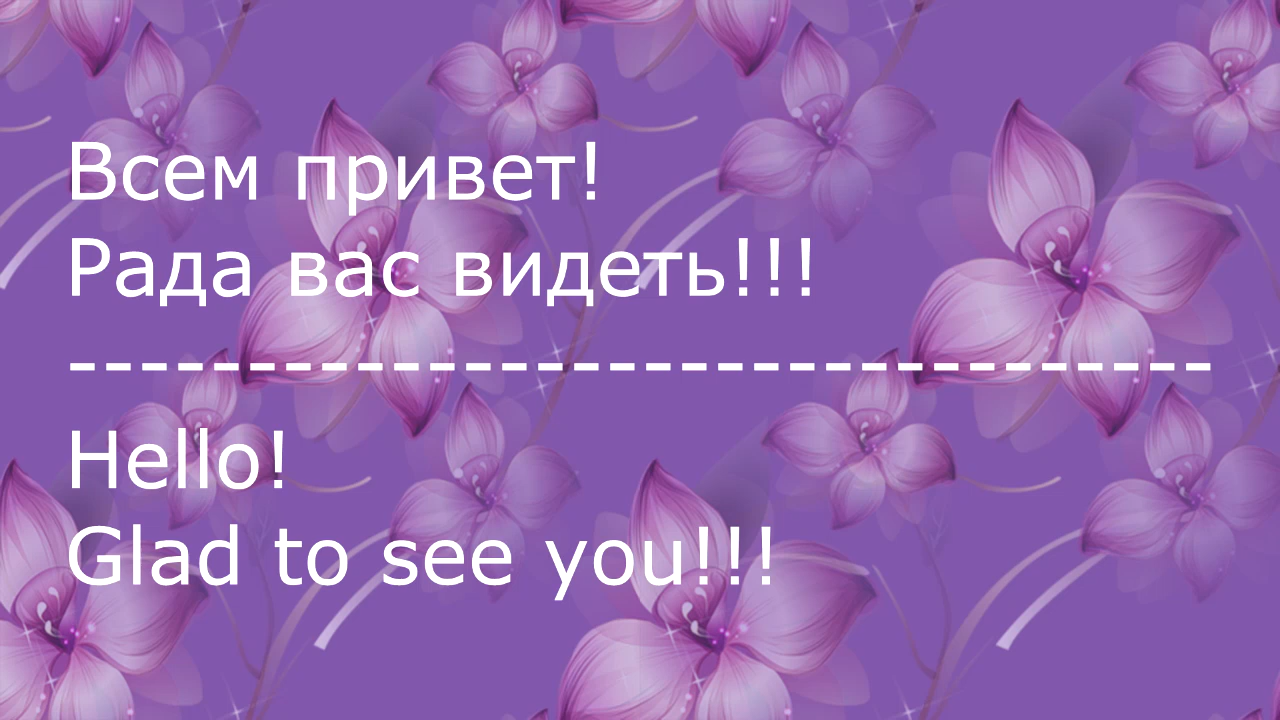 Всем привет!
Рада вас видеть!!!
----------------------------------
Hello!
Glad to see you!!!